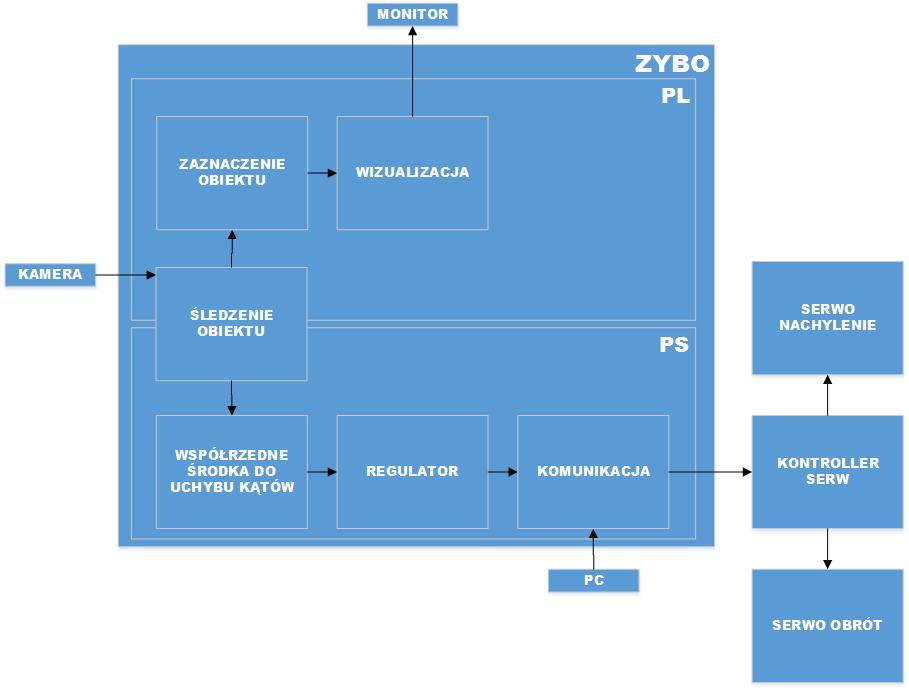 MONITOR
ZYBO
PL
ZAZNACZENIE
OBIEKTU
WIZUALIZACJA
KAMERA
ŚLEDZENIE
OBIEKTU
SERWO
NACHYLENIE
PS
WSPÓŁRZEDNE
ŚRODKA DO
UCHYBU KĄTÓW
REGULATOR
KOMUNIKACJA
KONTROLLER
SERW
PC
SERWO OBRÓT